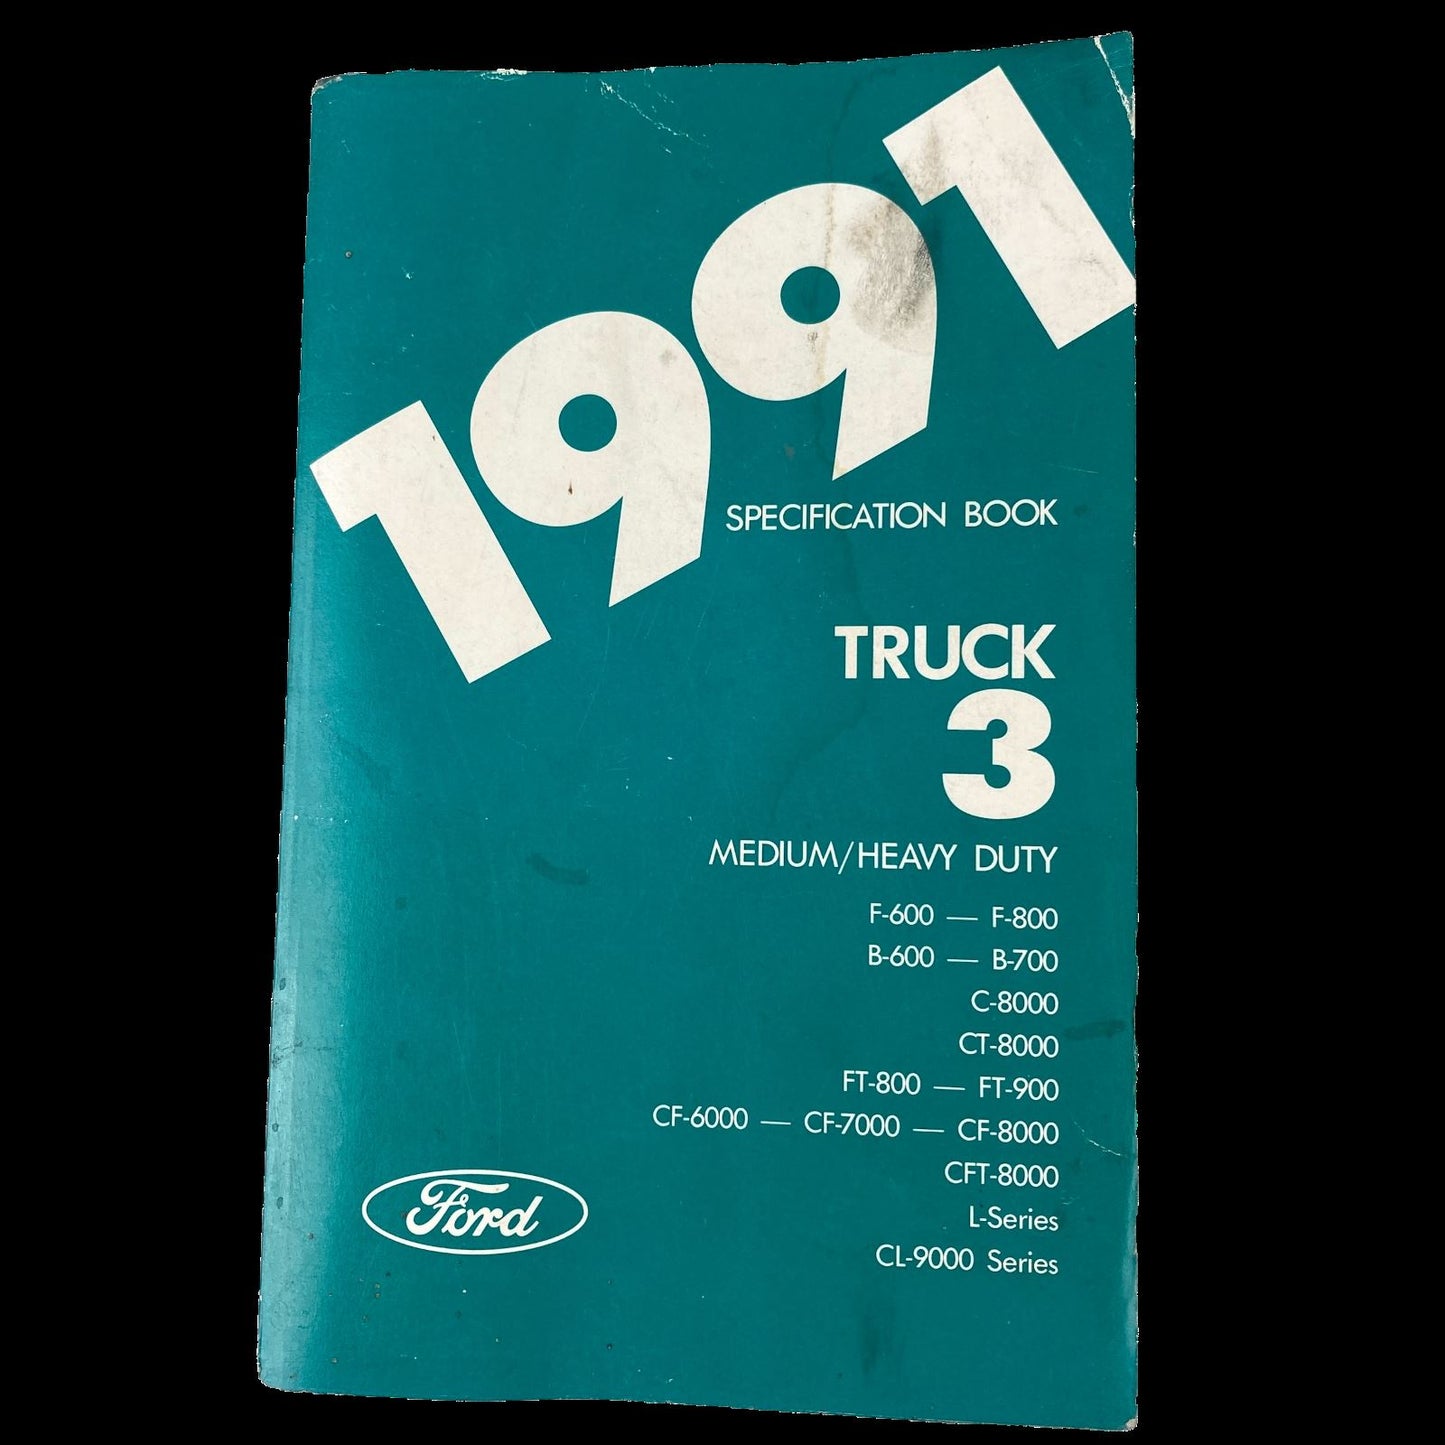 1991
SPECIFICATION BOOK
TRUCK
3
MEDIUM/HEAVY DUTY
F-600 — F-800
B-600 — B-700
C-8000
CT-8000
FT-800 — FT-900
CF-6000 — CF-7000 — CF-8000
CFT-8000
L-Series
CL-9000 Series
Ford